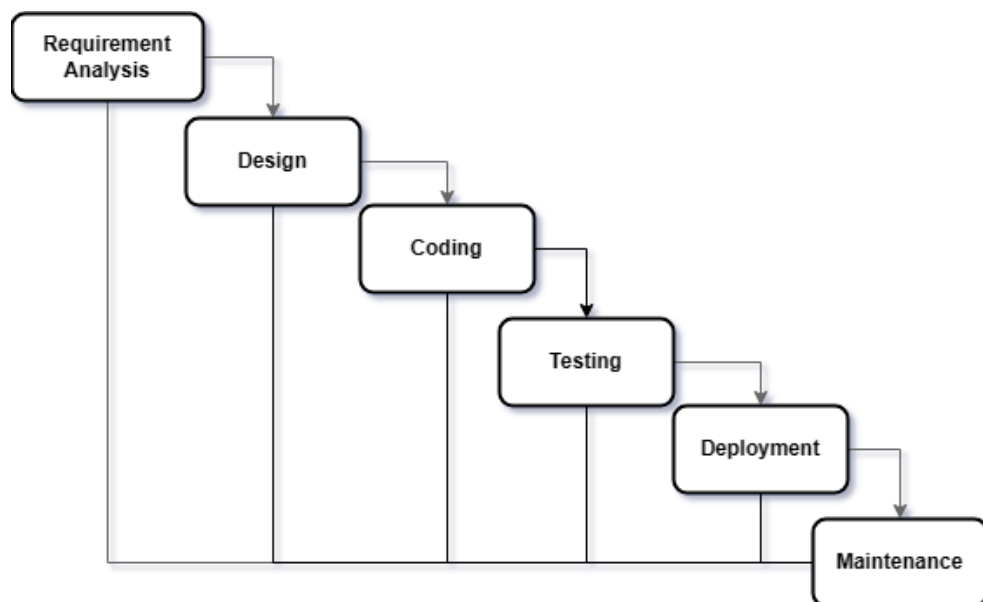 Requirement
Analysis
Design
Coding
Testing
Deployment
Maintenance